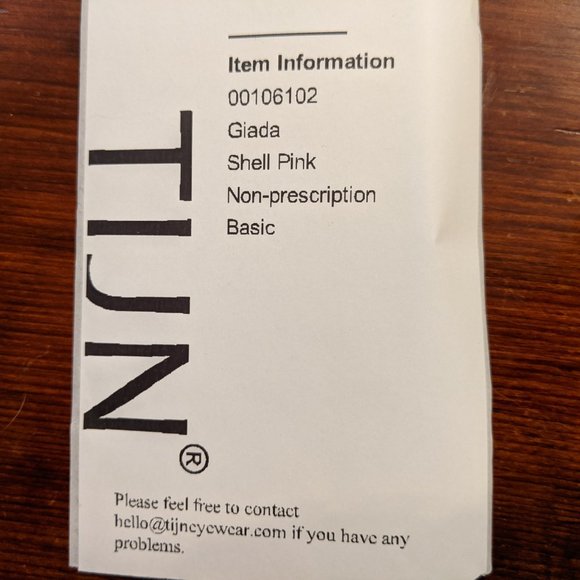 Item Information
00106102
Giada
Shell Pink
Non-prescription
Basic
TIJN®
Please feel free to contact
hello@tijneyewear.com if you have any
problems.